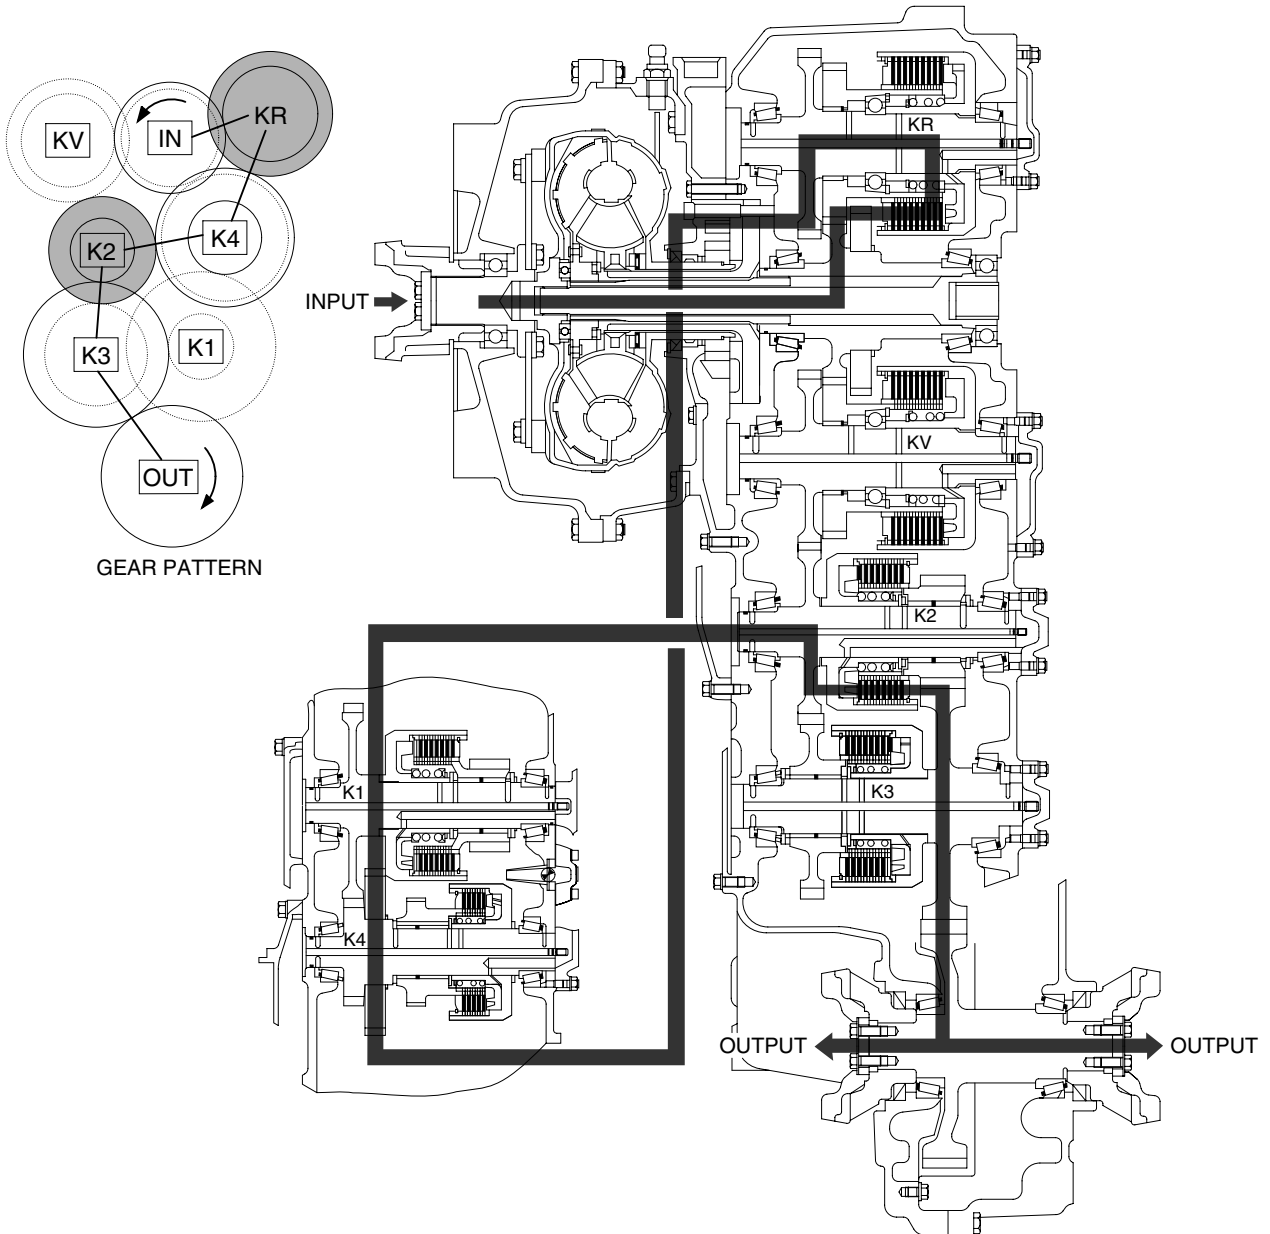 KV
IN
KR
K2
K4
K3
K1
OUT
GEAR PATTERN
INPUT
KR
KV
K2
K3
K1
K4
OUTPUT
OUTPUT